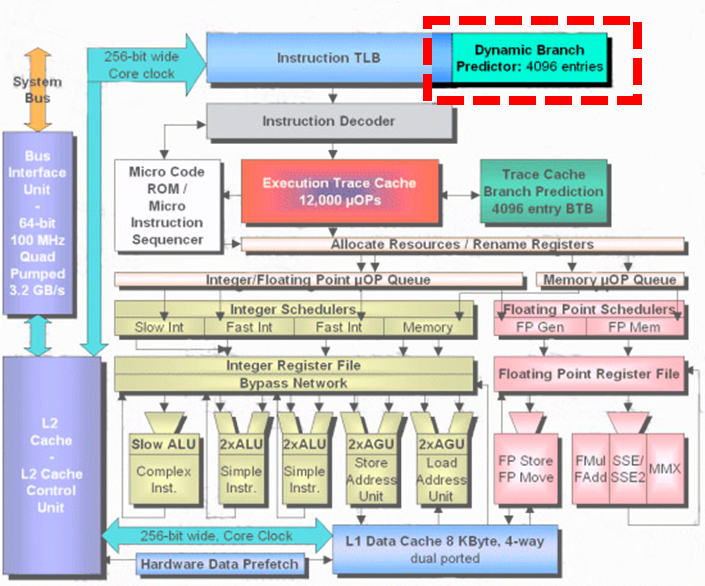 256-bit wide
Core clock
Instruction TLB
Dynamic Branch
Predictor: 4096 entries
System
Bus
Instruction Decoder
Bus
Interface
Unit
-
64-bit
100 MHz
Quad
Pumped
3.2 GB/s
Micro Code
ROM /
Micro
Instruction
Sequencer
Execution Trace Cache
12,000 µOPs
Trace Cache
Branch Prediction
4096 entry BTB
Allocate Resources / Rename Registers
Integer/Floating Point µOP Queue
Memory µOP Queue
Integer Schedulers
Slow Int
Fast Int
Fast Int
Memory
Floating Point Schedulers
FP Gen
FP Mem
Integer Register File
Bypass Network
Floating Point Register File
L2
Cache
-
L2 Cache
Control
Unit
Slow ALU
Complex
Inst.
2xALU
Simple
Instr.
2xALU
Simple
Instr.
2xAGU
Store
Address
Unit
2xAGU
Load
Address
Unit
FP Store
FP Move
FMul
FAdd
SSE/
SSE2
MMX
256-bit wide, Core Clock
L1 Data Cache 8 KByte, 4-way
dual ported
Hardware Data Prefetch